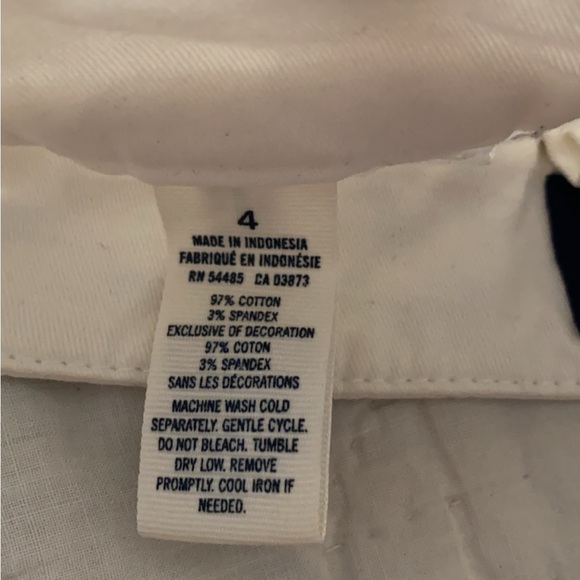 4
MADE IN INDONESIA
FABRIQUÉ EN INDONÉSIE
RN 54485 CA 03873
97% COTTON
3% SPANDEX
EXCLUSIVE OF DECORATION
97% COTON
3% SPANDEX
SANS LES DÉCORATIONS
MACHINE WASH COLD
SEPARATELY. GENTLE CYCLE.
DO NOT BLEACH. TUMBLE
DRY LOW. REMOVE
PROMPTLY. COOL IRON IF
NEEDED.